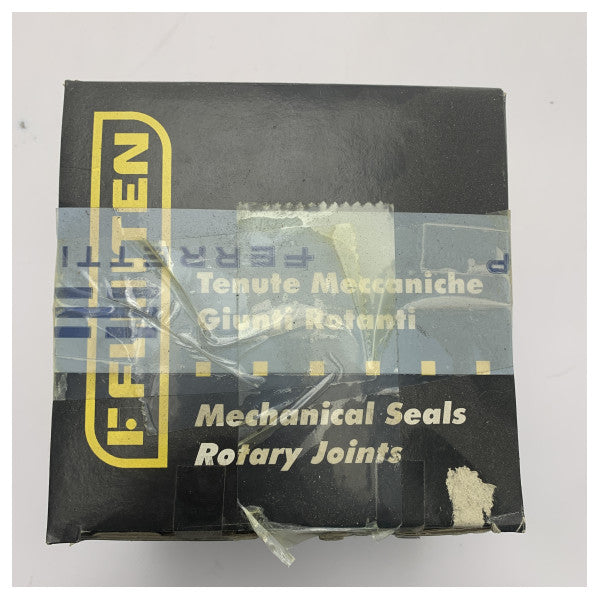 FLUITEN
FERRETTI
Tenute Meccaniche
Giunti Rotanti
Mechanical Seals
Rotary Joints